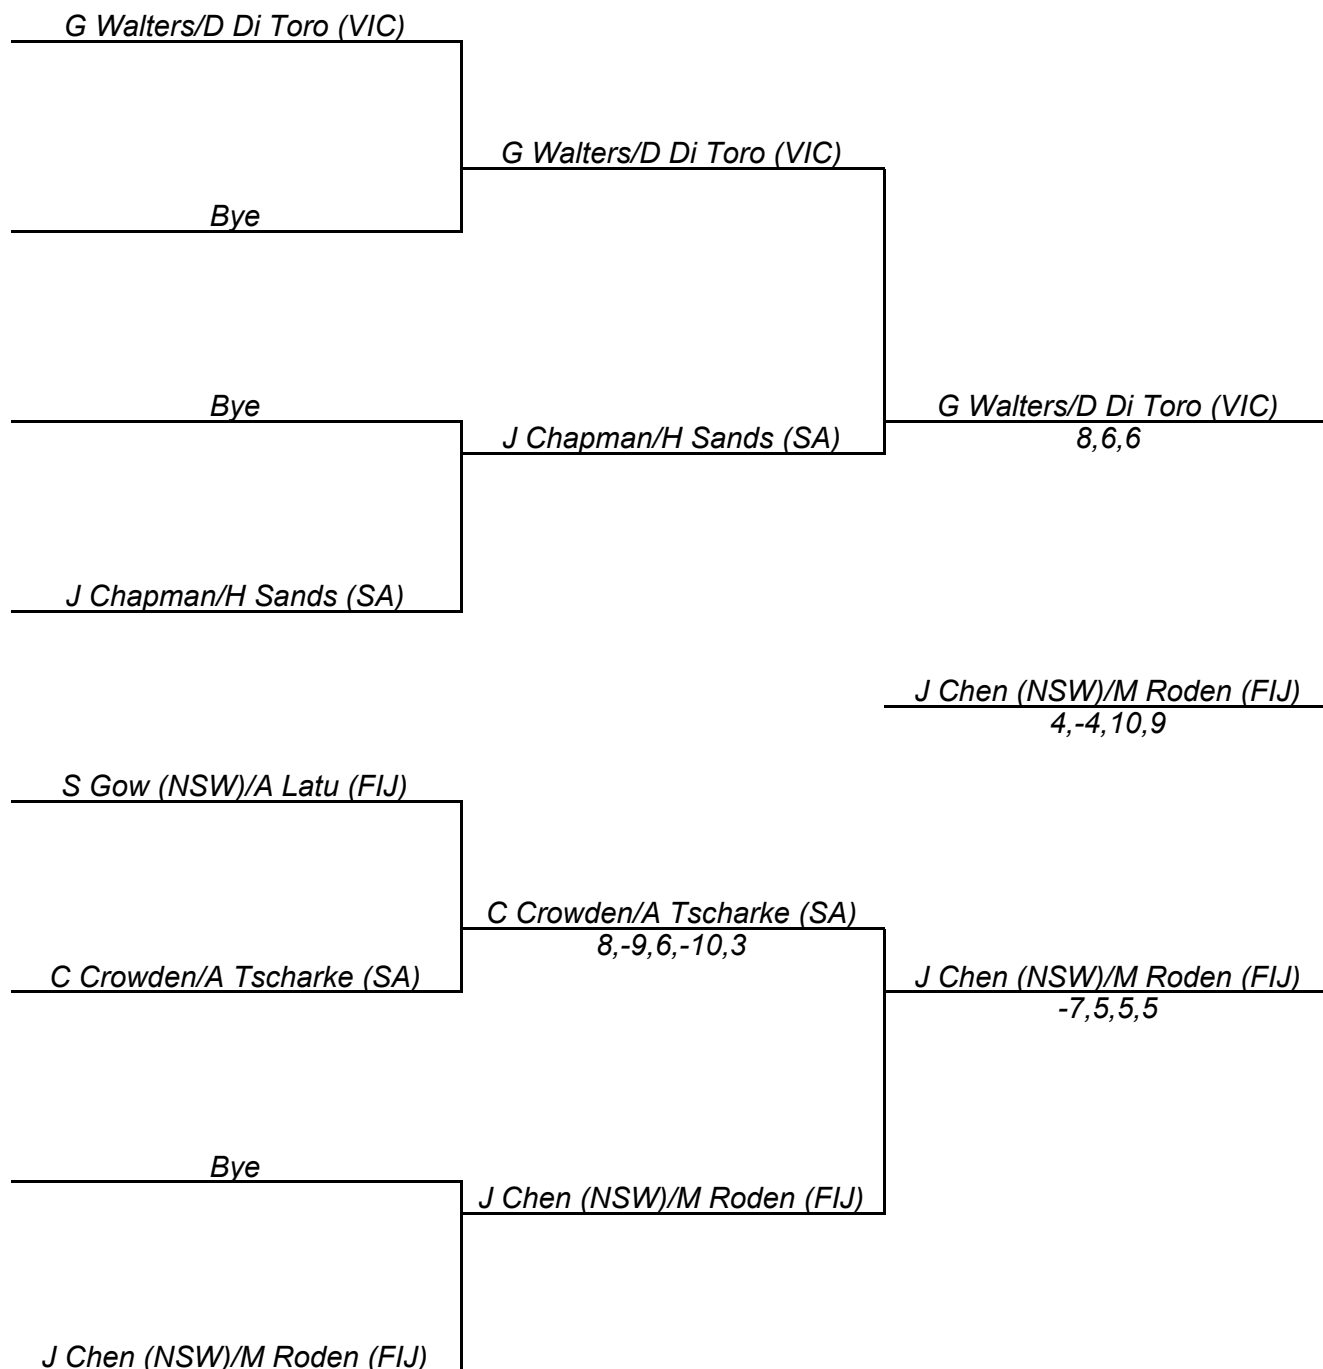 G Walters/D Di Toro (VIC)
G Walters/D Di Toro (VIC)
Bye
Bye
G Walters/D Di Toro (VIC)
J Chapman/H Sands (SA)
8,6,6
J Chapman/H Sands (SA)
J Chen (NSW)/M Roden (FIJ)
4,-4,10,9
S Gow (NSW)/A Latu (FIJ)
C Crowden/A Tscharke (SA)
8,-9,6,-10,3
C Crowden/A Tscharke (SA)
J Chen (NSW)/M Roden (FIJ)
-7,5,5,5
Bye
J Chen (NSW)/M Roden (FIJ)
J Chen (NSW)/M Roden (FIJ)